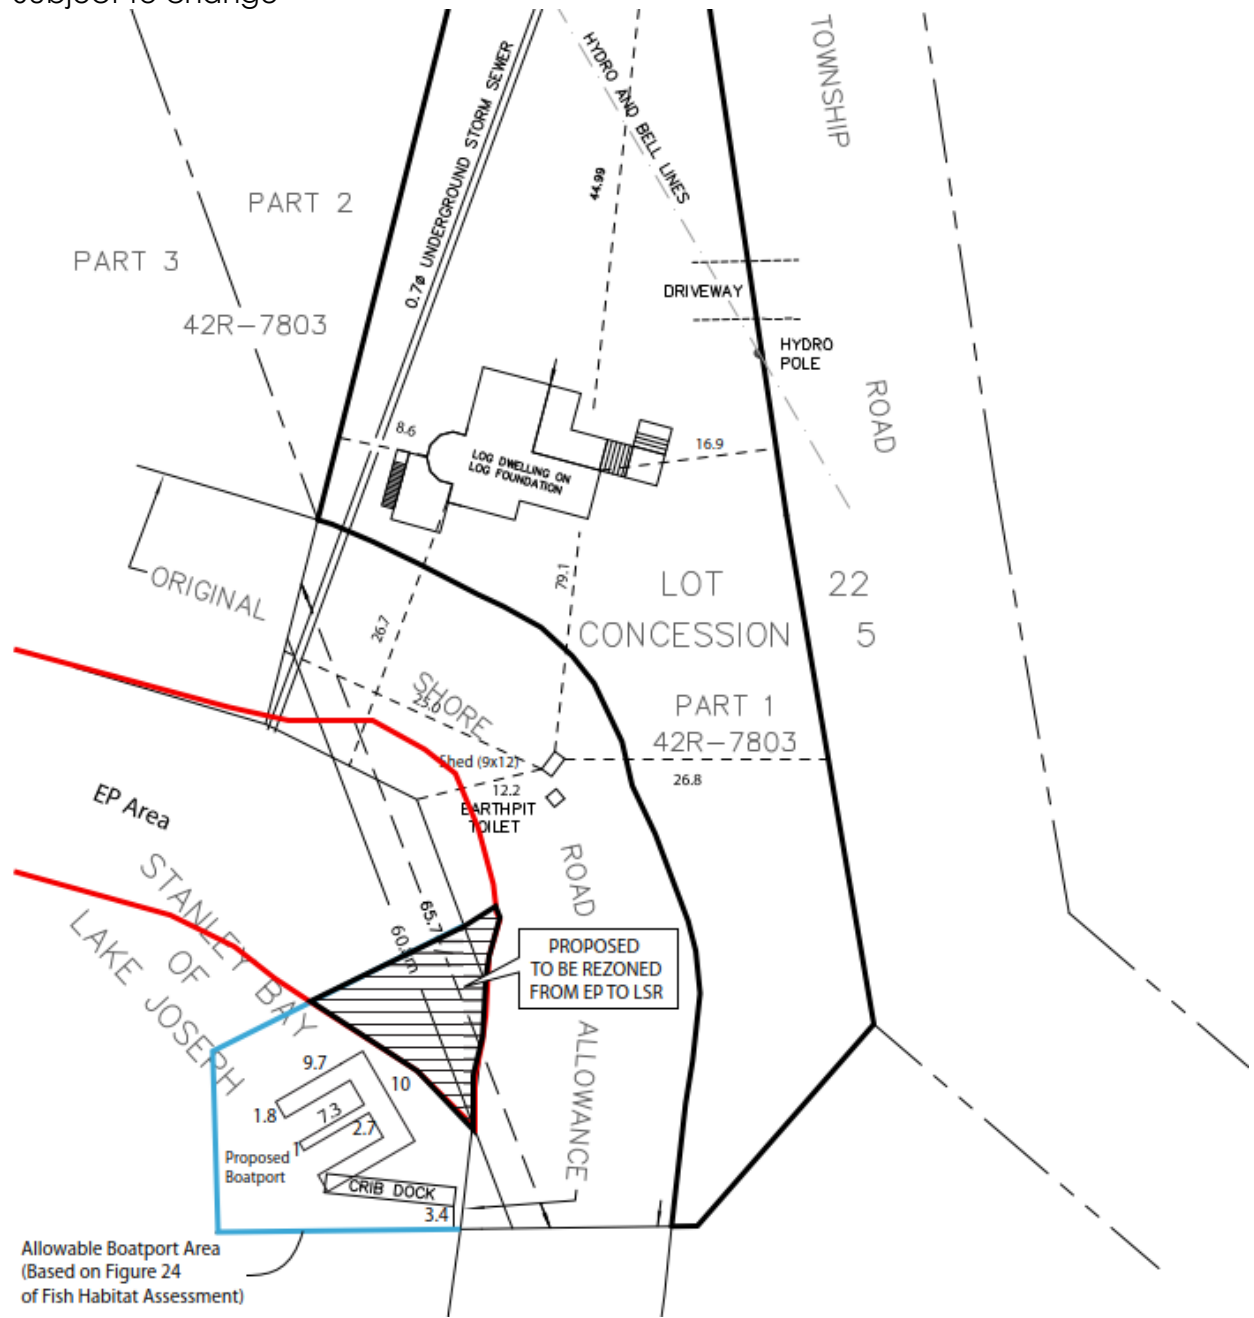 subject to change
HYDRO AND BELL LINES
TOWNSHIP
0.7ø UNDERGROUND STORM SEWER
44.99
PART 2
PART 3
42R-7803
DRIVEWAY
HYDRO
POLE
ROAD
8.6
16.9
LOG DWELLING ON
LOG FOUNDATION
ORIGINAL
79.1
LOT 22
CONCESSION 5
26.7
SHORE
25.0
PART 1
42R-7803
Shed (9x12)
26.8
12.2
EARTHPIT
TOILET
EP Area
STANLEY BAY
OF
LAKE JOSEPH
ROAD
65.7
PROPOSED
TO BE REZONED
FROM EP TO LSR
ALLOWANCE
9.7
10
1.8
7.3
2.7
1
Proposed
Boatport
CRIB DOCK
3.4
Allowable Boatport Area
(Based on Figure 24
of Fish Habitat Assessment)